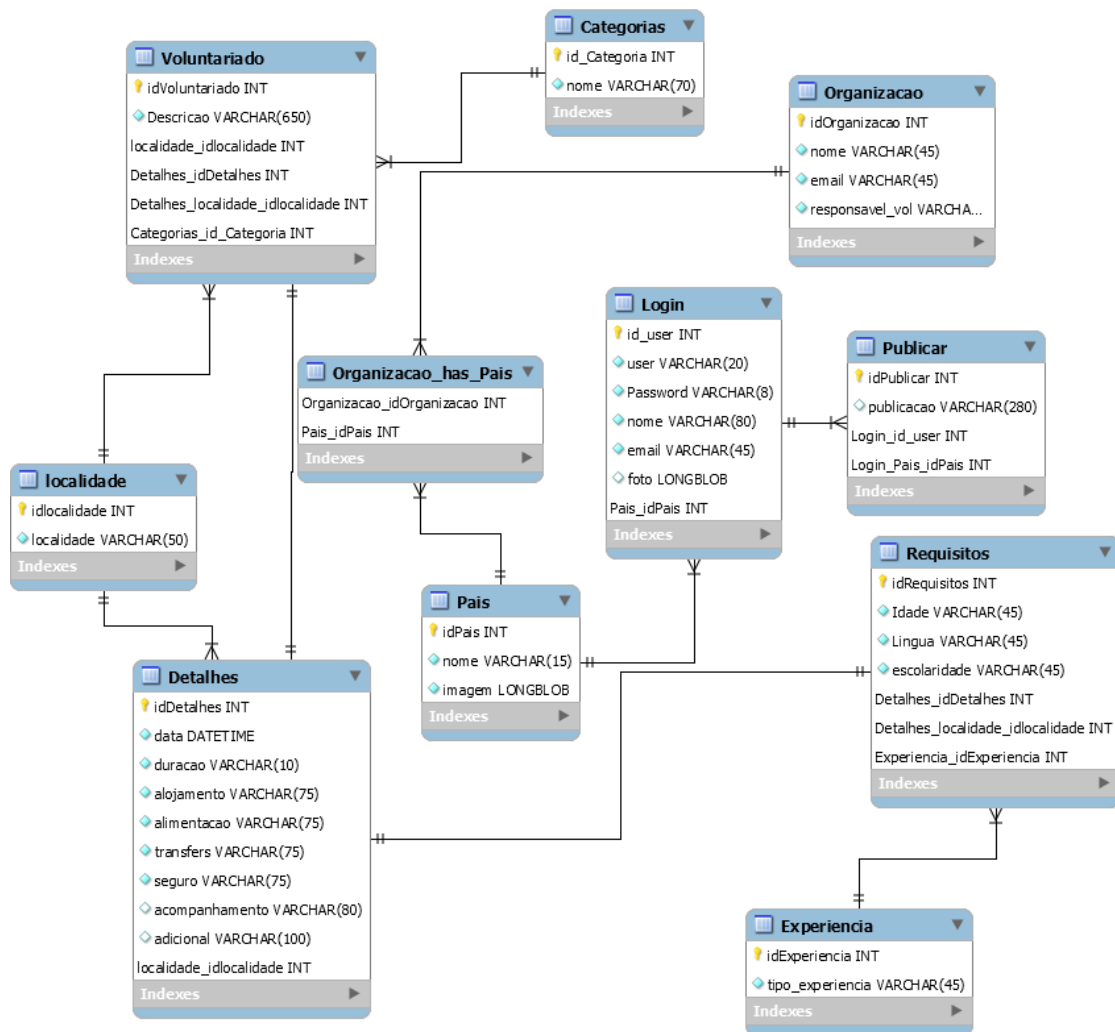 Voluntariado
idVoluntariado INT
Descricao VARCHAR(650)
localidade_idlocalidade INT
Detalhes_idDetalhes INT
Detalhes_localidade_idlocalidade INT
Categorias_id_Categoria INT
Indexes
Categorias
id_Categoria INT
nome VARCHAR(70)
Indexes
Organizacao
idOrganizacao INT
nome VARCHAR(45)
email VARCHAR(45)
responsavel_vol VARCHA...
Indexes
Organizacao_has_Pais
Organizacao_idOrganizacao INT
Pais_idPais INT
Indexes
Login
id_user INT
user VARCHAR(20)
Password VARCHAR(8)
nome VARCHAR(80)
email VARCHAR(45)
foto LONGBLOB
Pais_idPais INT
Indexes
Publicar
idPublicar INT
publicacao VARCHAR(280)
Login_id_user INT
Login_Pais_idPais INT
Indexes
localidade
idlocalidade INT
localidade VARCHAR(50)
Indexes
Pais
idPais INT
nome VARCHAR(15)
imagem LONGBLOB
Indexes
Requisitos
idRequisitos INT
Idade VARCHAR(45)
Lingua VARCHAR(45)
escolaridade VARCHAR(45)
Detalhes_idDetalhes INT
Detalhes_localidade_idlocalidade INT
Experiencia_idExperiencia INT
Indexes
Detalhes
idDetalhes INT
data DATETIME
duracao VARCHAR(10)
alojamento VARCHAR(75)
alimentacao VARCHAR(75)
transfers VARCHAR(75)
seguro VARCHAR(75)
acompanhamento VARCHAR(80)
adicional VARCHAR(100)
localidade_idlocalidade INT
Indexes
Experiencia
idExperiencia INT
tipo_experiencia VARCHAR(45)
Indexes